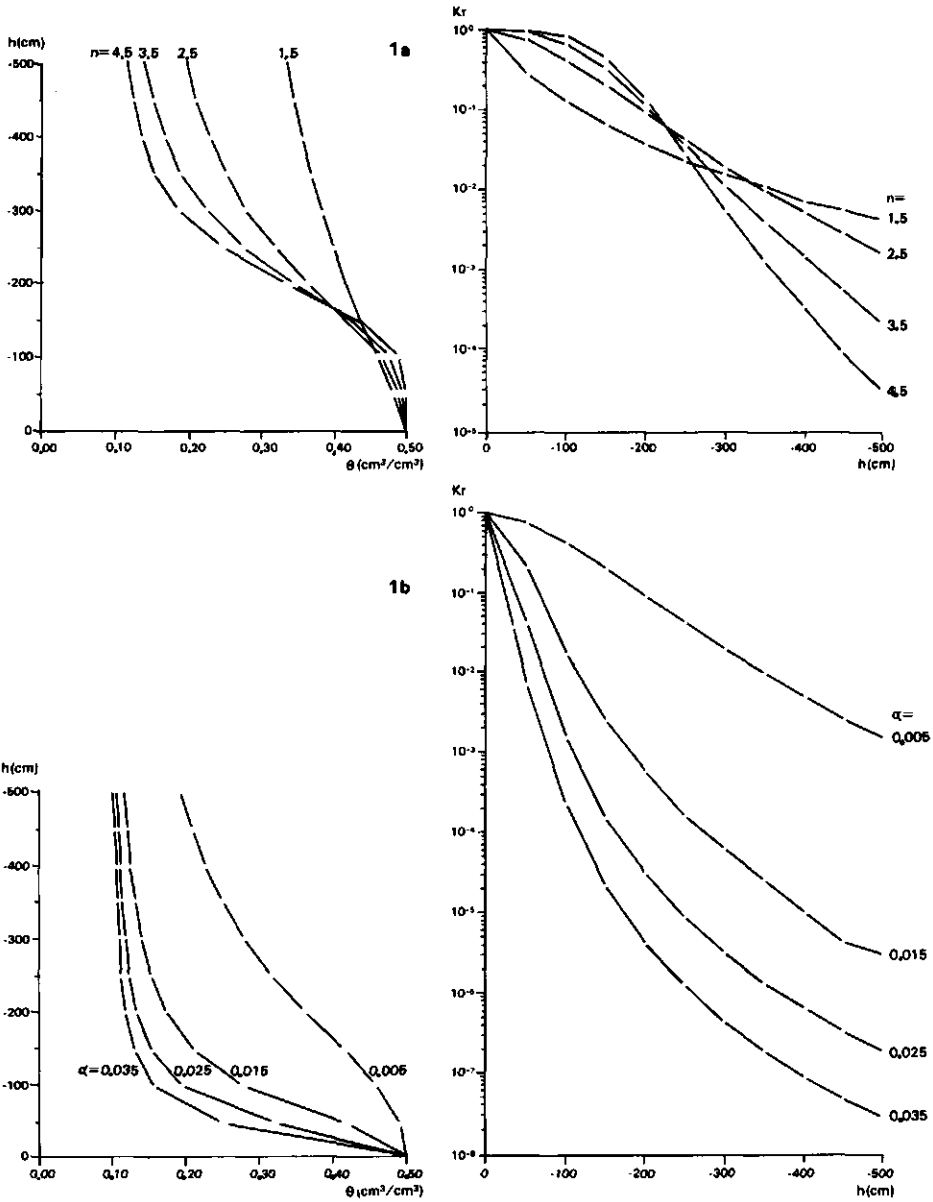 h(cm)
n= 4,5 3,5 2,5 1,5
1a
-500
-400
-300
-200
-100
0
0,00 0,10 0,20 0,30 0,40 0,50
θ (cm³/cm³)
Kr
10⁰
10⁻¹
10⁻²
10⁻³
10⁻⁴
10⁻⁵
n=
1,5
2,5
3,5
4,5
0 -100 -200 -300 -400 -500
h(cm)
1b
h(cm)
-500
-400
-300
-200
-100
0
α=0,035 0,025 0,015 0,005
0,00 0,10 0,20 0,30 0,40 0,50
θ (cm³/cm³)
Kr
10⁰
10⁻¹
10⁻²
10⁻³
10⁻⁴
10⁻⁵
10⁻⁶
10⁻⁷
10⁻⁸
α=
0,005
0,015
0,025
0,035
0 -100 -200 -300 -400 -500
h(cm)